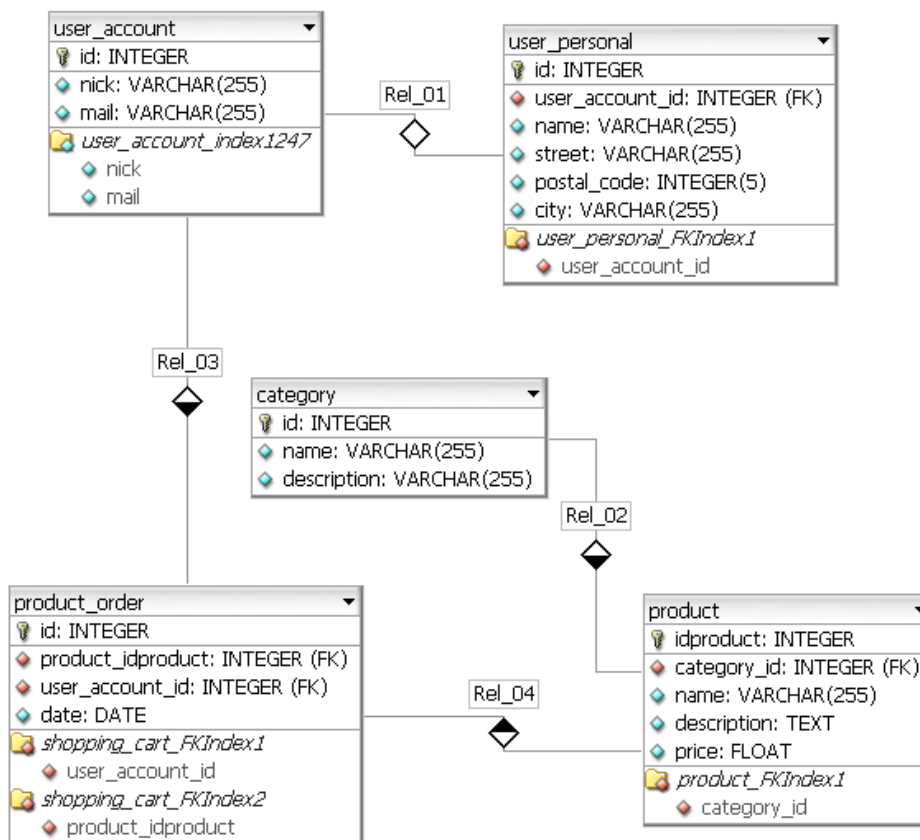 user_account
id: INTEGER
nick: VARCHAR(255)
mail: VARCHAR(255)
user_account_index1247
nick
mail
Rel_01
user_personal
id: INTEGER
user_account_id: INTEGER (FK)
name: VARCHAR(255)
street: VARCHAR(255)
postal_code: INTEGER(5)
city: VARCHAR(255)
user_personal_FKIndex1
user_account_id
Rel_03
category
id: INTEGER
name: VARCHAR(255)
description: VARCHAR(255)
Rel_02
product_order
id: INTEGER
product_idproduct: INTEGER (FK)
user_account_id: INTEGER (FK)
date: DATE
shopping_cart_FKIndex1
user_account_id
shopping_cart_FKIndex2
product_idproduct
Rel_04
product
idproduct: INTEGER
category_id: INTEGER (FK)
name: VARCHAR(255)
description: TEXT
price: FLOAT
product_FKIndex1
category_id